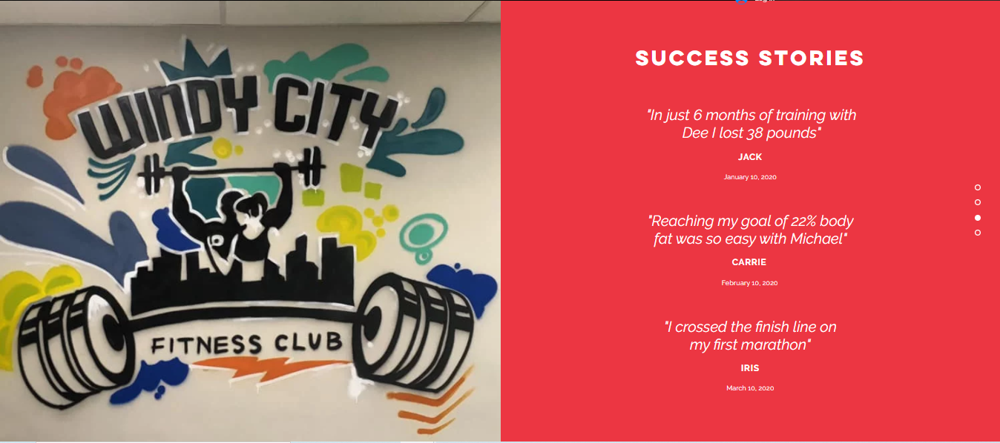 WINDY CITY
FITNESS CLUB
SUCCESS STORIES
"In just 6 months of training with
Dee I lost 38 pounds"
JACK
January 10, 2020
"Reaching my goal of 22% body
fat was so easy with Michael"
CARRIE
February 10, 2020
"I crossed the finish line on
my first marathon"
IRIS
March 10, 2020